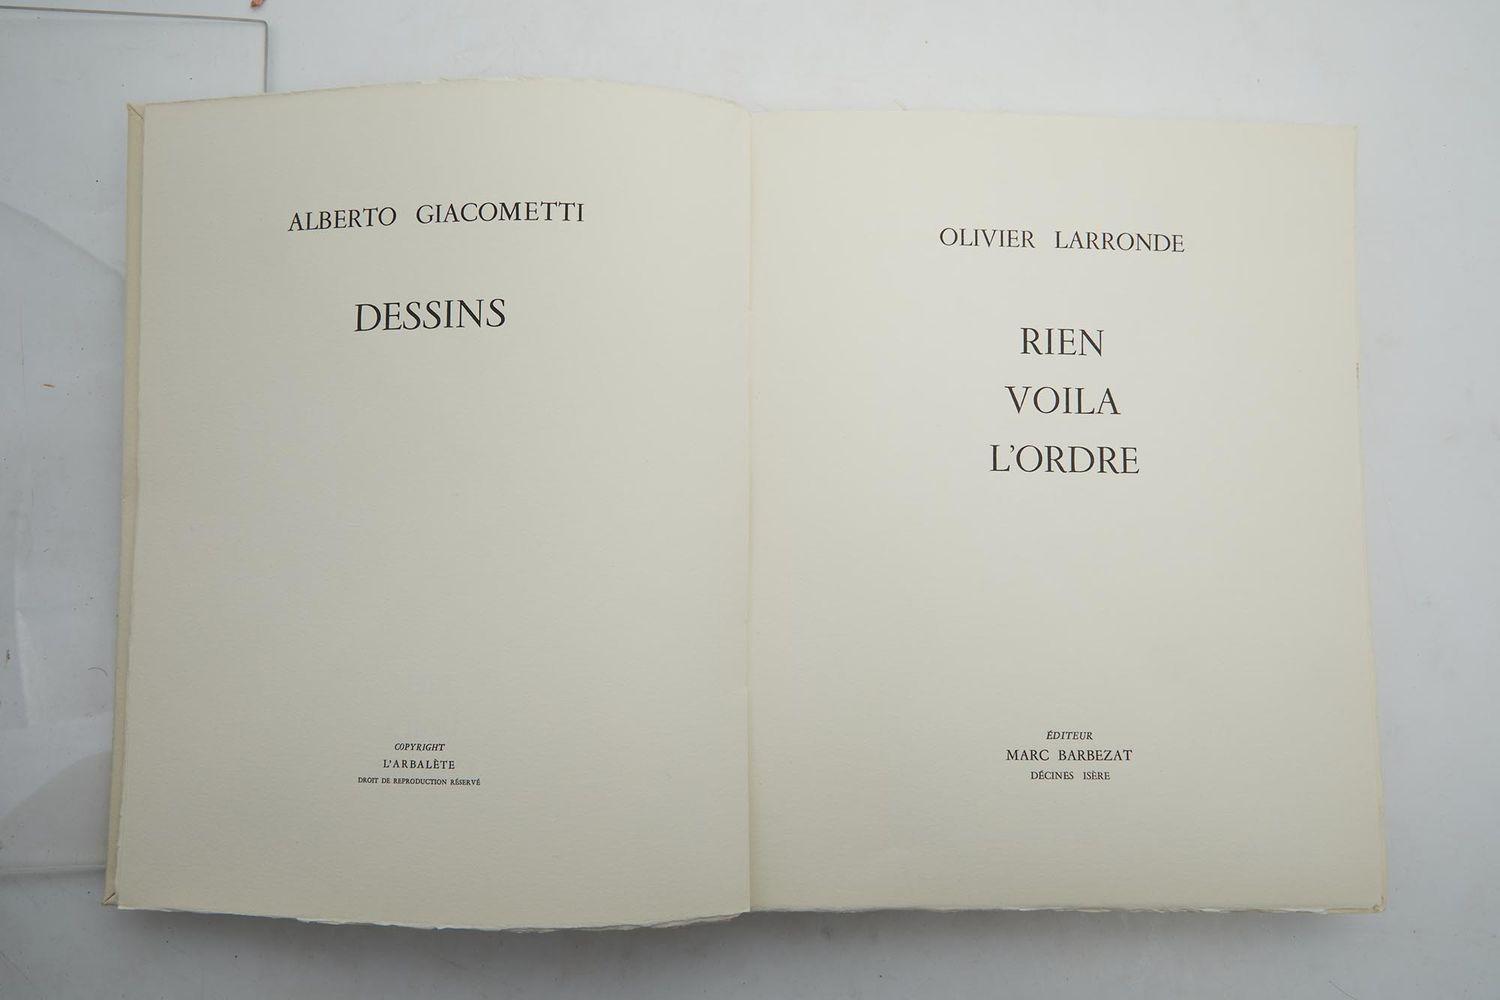 ALBERTO GIACOMETTI
DESSINS
COPYRIGHT
L'ARBALÈTE
DROIT DE REPRODUCTION RÉSERVÉ
OLIVIER LARRONDE
RIEN
VOILA
L'ORDRE
ÉDITEUR
MARC BARBEZAT
DÉCINES ISÈRE